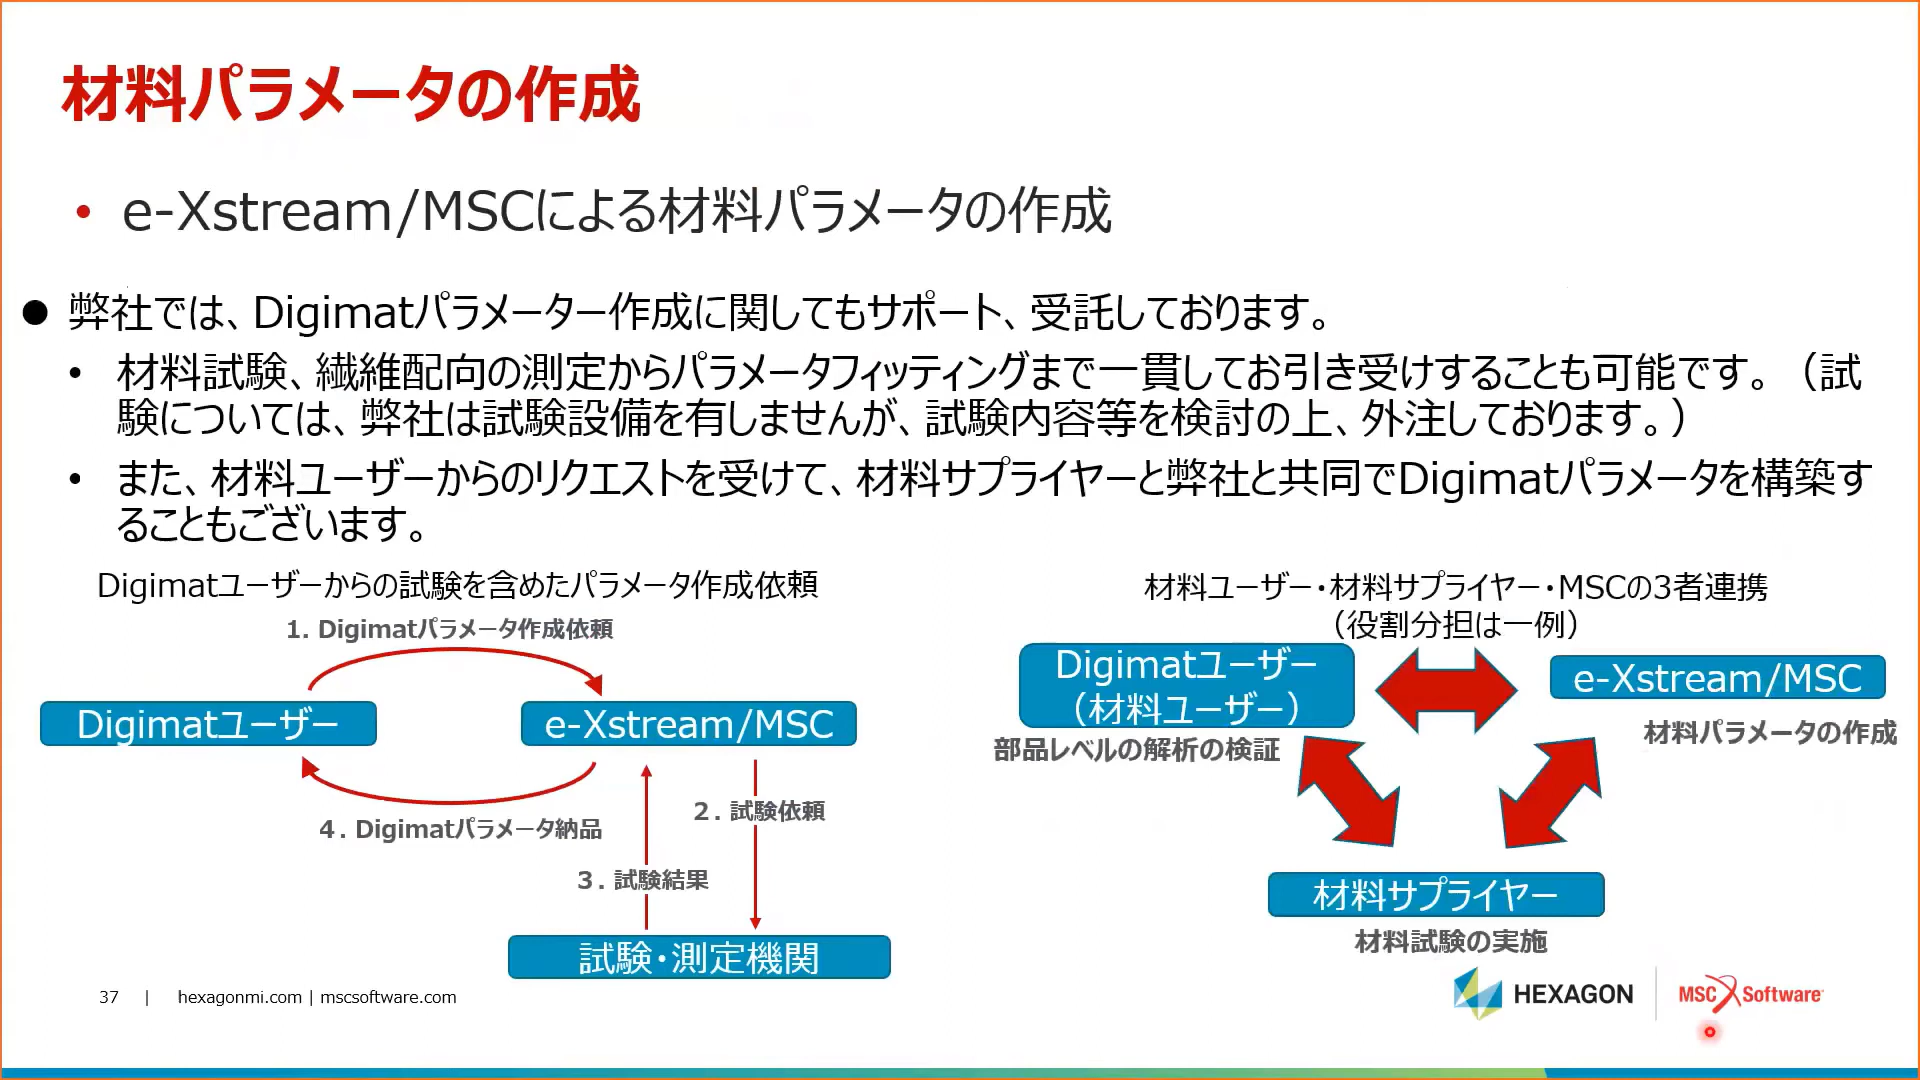 材料パラメータの作成
• e-Xstream/MSCによる材料パラメータの作成
● 弊社では、Digimatパラメーター作成に関してもサポート、受託しております。
• 材料試験、繊維配向の測定からパラメータフィッティングまで一貫してお引き受けすることも可能です。（試
験については、弊社は試験設備を有しませんが、試験内容等を検討の上、外注しております。）
• また、材料ユーザーからのリクエストを受けて、材料サプライヤーと弊社と共同でDigimatパラメータを構築す
ることもございます。
Digimatユーザーからの試験を含めたパラメータ作成依頼
1. Digimatパラメータ作成依頼
Digimatユーザー
e-Xstream/MSC
2. 試験依頼
4. Digimatパラメータ納品
3. 試験結果
試験・測定機関
材料ユーザー・材料サプライヤー・MSCの3者連携
（役割分担は一例）
Digimatユーザー
（材料ユーザー）
e-Xstream/MSC
部品レベルの解析の検証
材料パラメータの作成
材料サプライヤー
材料試験の実施
37 | hexagonmi.com | mscsoftware.com
HEXAGON
MSC Software